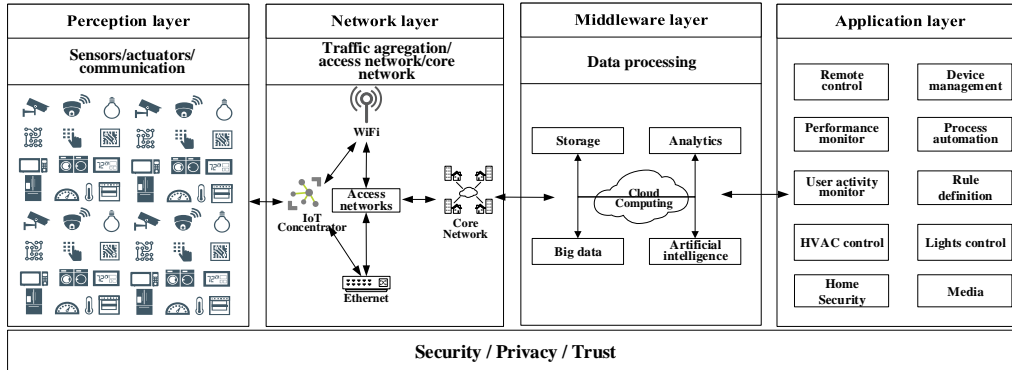 Perception layer
Sensors/actuators/
communication
Network layer
Traffic agregation/
access network/core
network
WiFi
IoT
Concentrator
Access
networks
Core
Network
Ethernet
Middleware layer
Data processing
Storage
Analytics
Cloud
Computing
Big data
Artificial
intelligence
Application layer
Remote
control
Device
management
Performance
monitor
Process
automation
User activity
monitor
Rule
definition
HVAC control
Lights control
Home
Security
Media
Security / Privacy / Trust